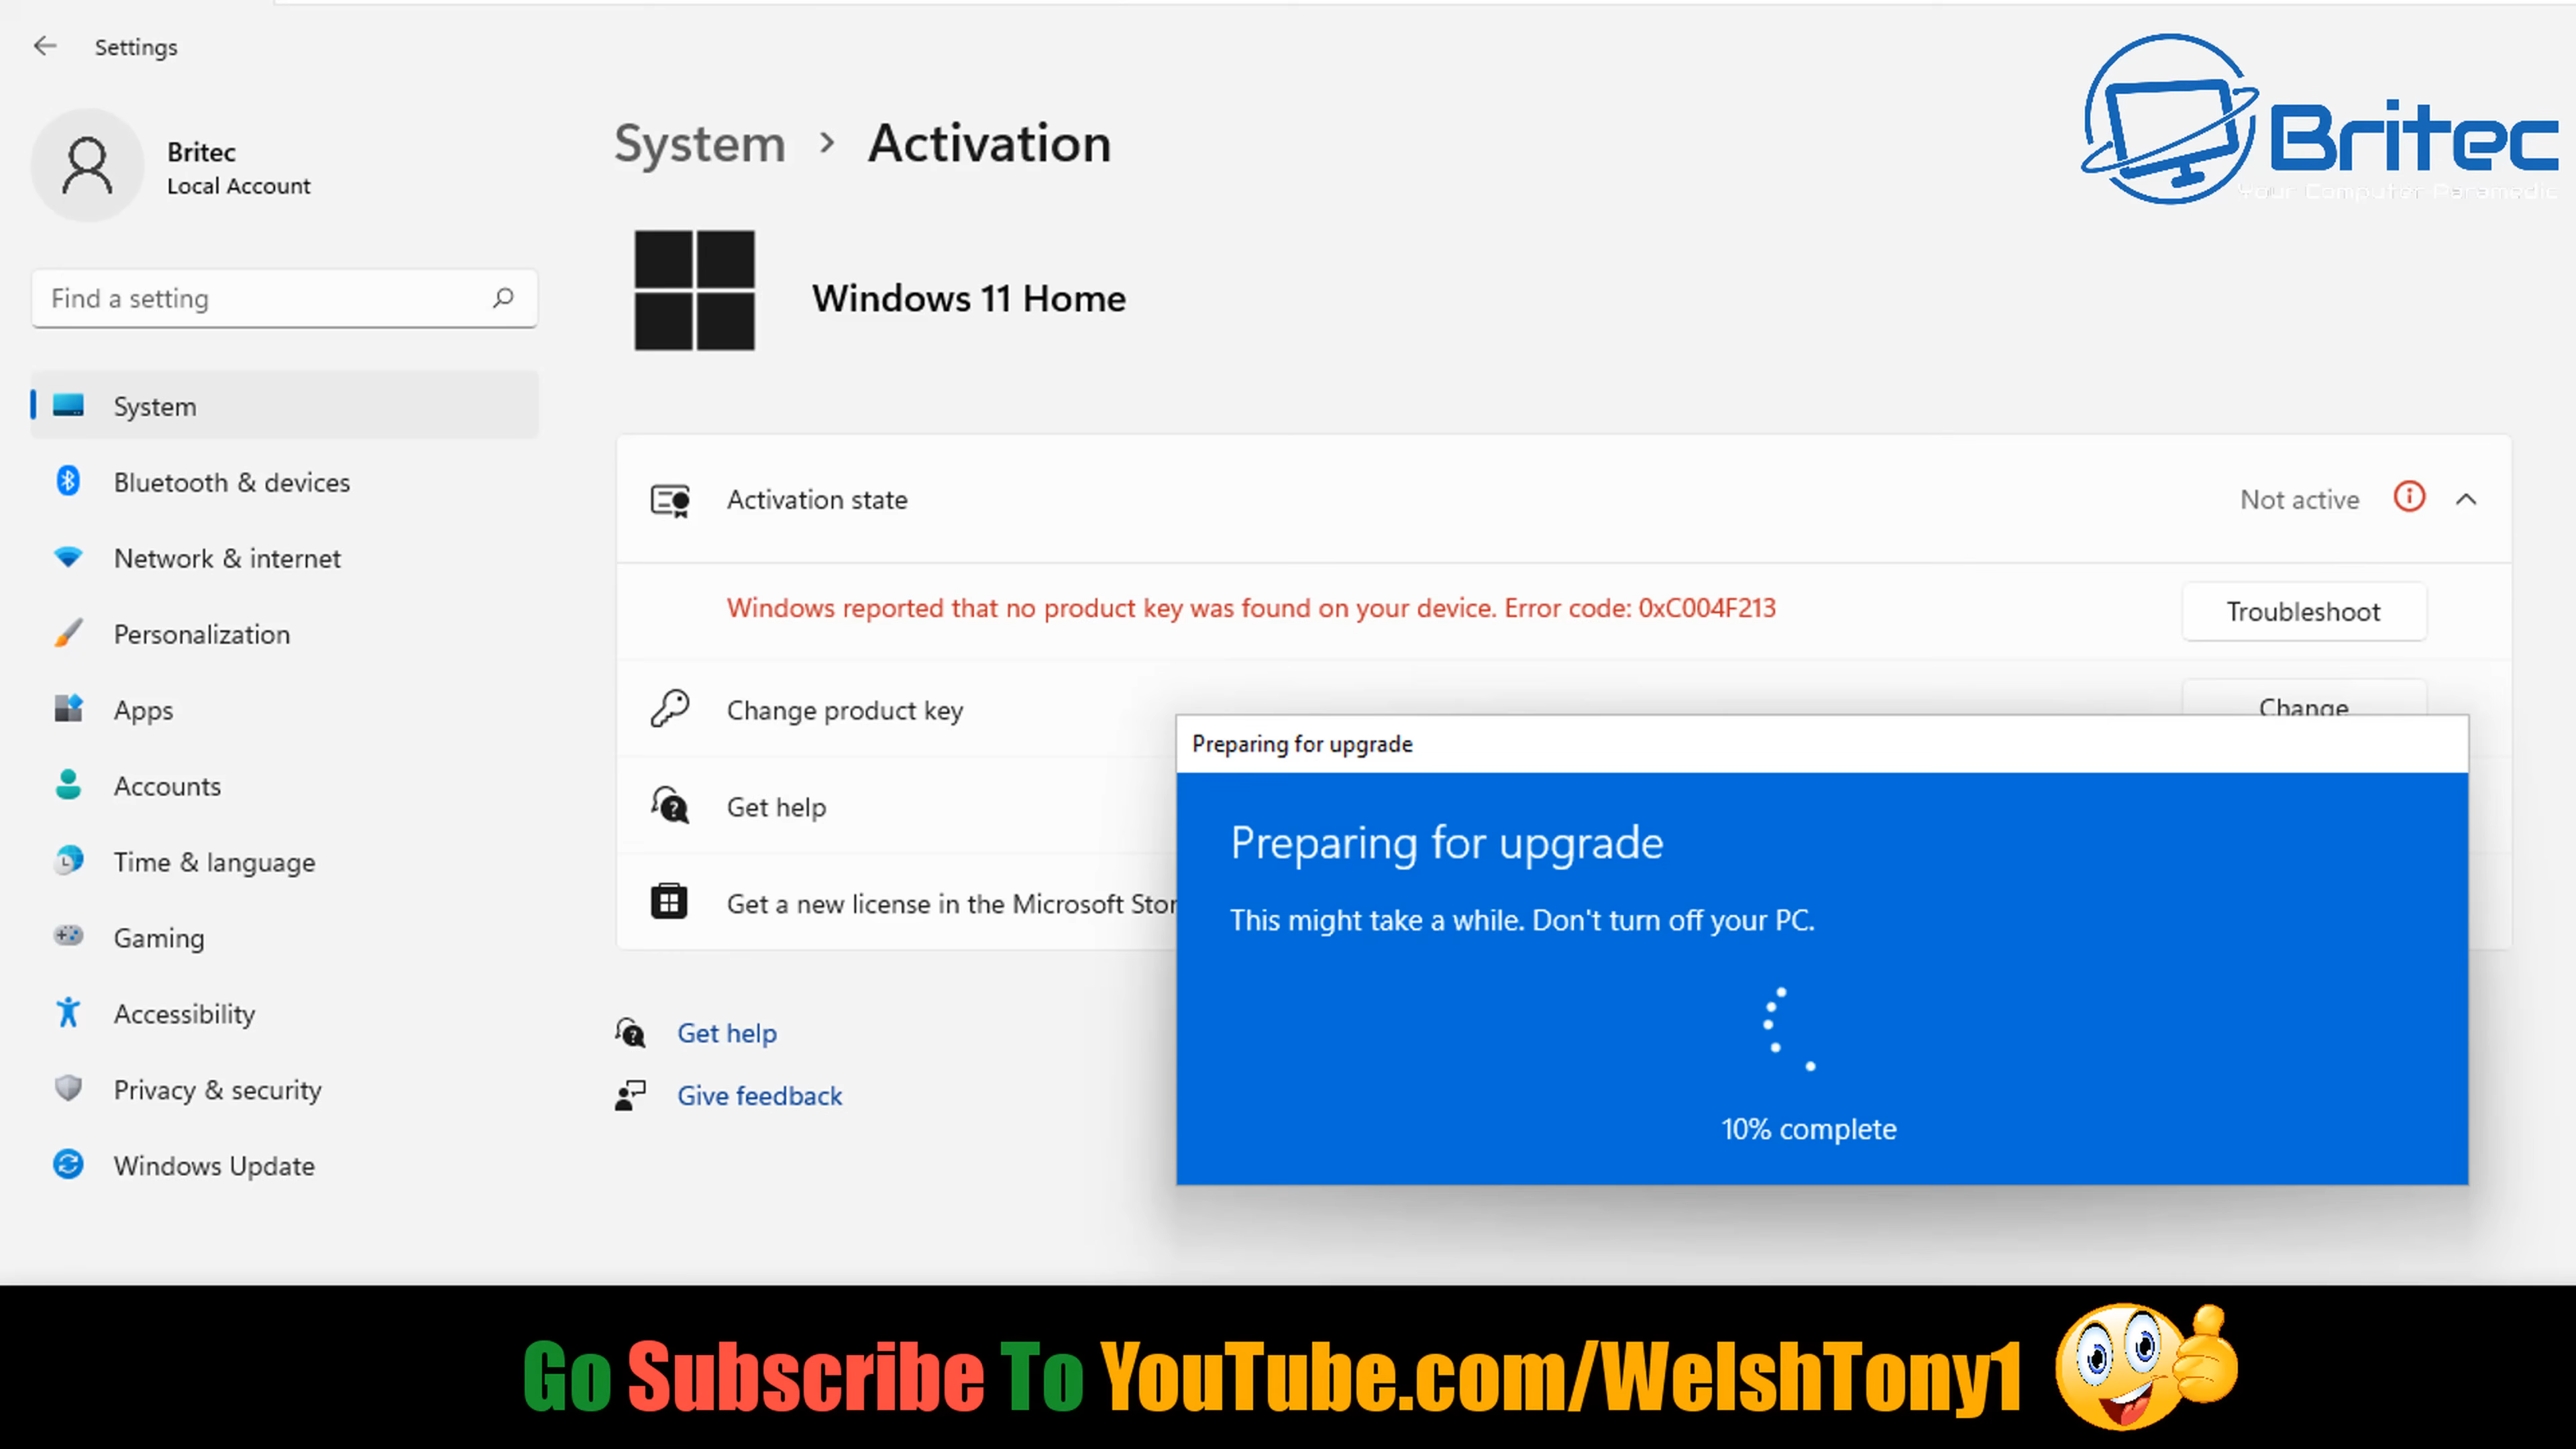 Settings
Britec
Local Account
Find a setting
System
Bluetooth & devices
Network & internet
Personalization
Apps
Accounts
Time & language
Gaming
Accessibility
Privacy & security
Windows Update
System > Activation
Windows 11 Home
Activation state
Not active
Windows reported that no product key was found on your device. Error code: 0xC004F213
Troubleshoot
Change product key
Change
Get help
Get a new license in the Microsoft Stor
Get help
Give feedback
Preparing for upgrade
Preparing for upgrade
This might take a while. Don't turn off your PC.
10% complete
Britec
Your Computer Paramedic
Go Subscribe To YouTube.com/WelshTony1